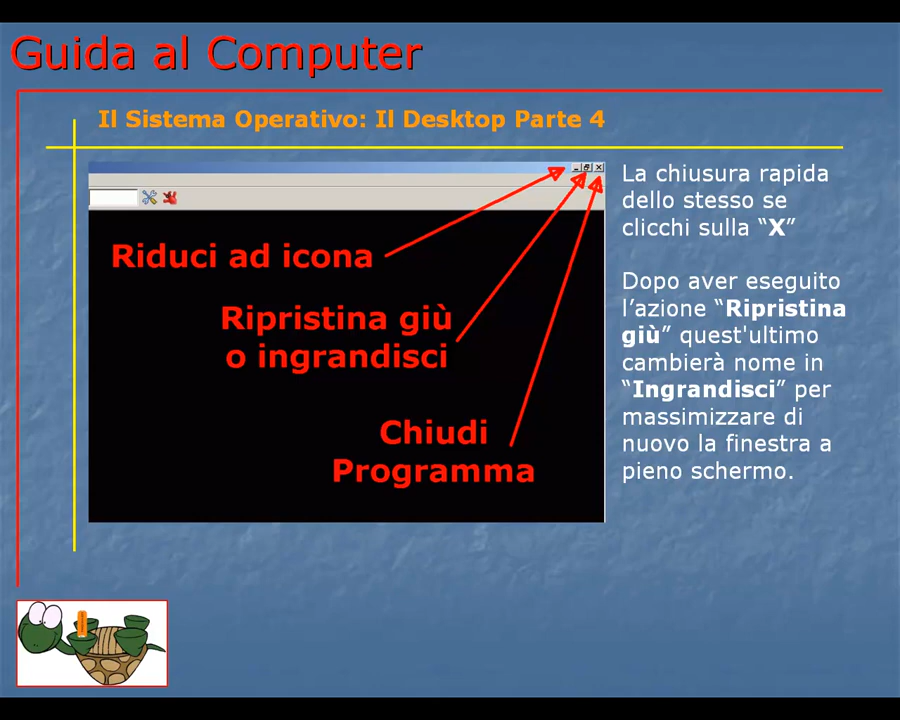 Guida al Computer
Il Sistema Operativo: Il Desktop Parte 4
Riduci ad icona
Ripristina giù
o ingrandisci
Chiudi
Programma
La chiusura rapida
dello stesso se
clicchi sulla “X”
Dopo aver eseguito
l’azione “Ripristina
giù” quest'ultimo
cambierà nome in
“Ingrandisci” per
massimizzare di
nuovo la finestra a
pieno schermo.